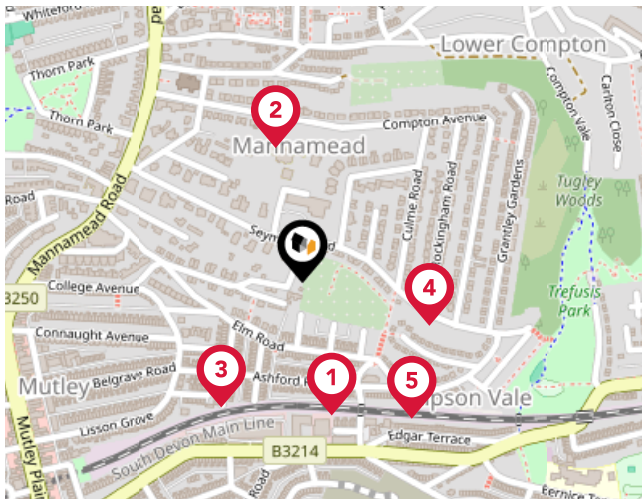 Lower Compton
Thorn Park
Thorn Park
2
Compton Avenue
Mannamead
Compton Vale
Carlton Close
Mannamead Road
Road
Culme Road
Grantley Gardens
Tugley
Woods
B3250
College Avenue
4
Trefusis
Park
Elm Road
Connaught Avenue
3
1
5
Mutley
Belgrave Road
Ashford R
pson Vale
Lisson Grove
Mutley Plain
South Devon Main Line
Edgar Terrace
B3214
Road